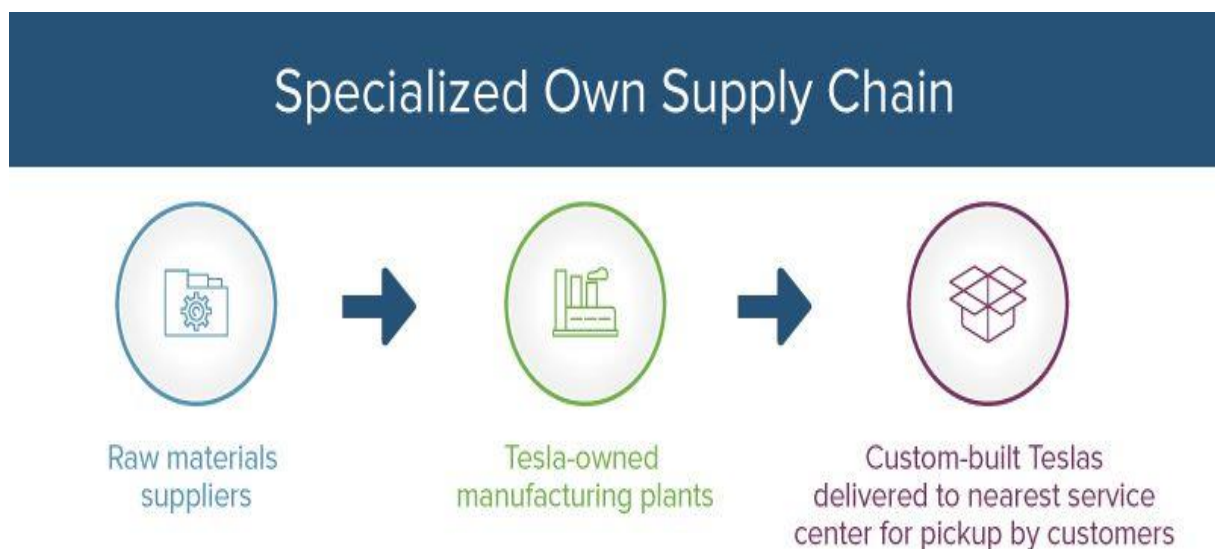 Specialized Own Supply Chain
Raw materials
suppliers
Tesla-owned
manufacturing plants
Custom-built Teslas
delivered to nearest service
center for pickup by customers